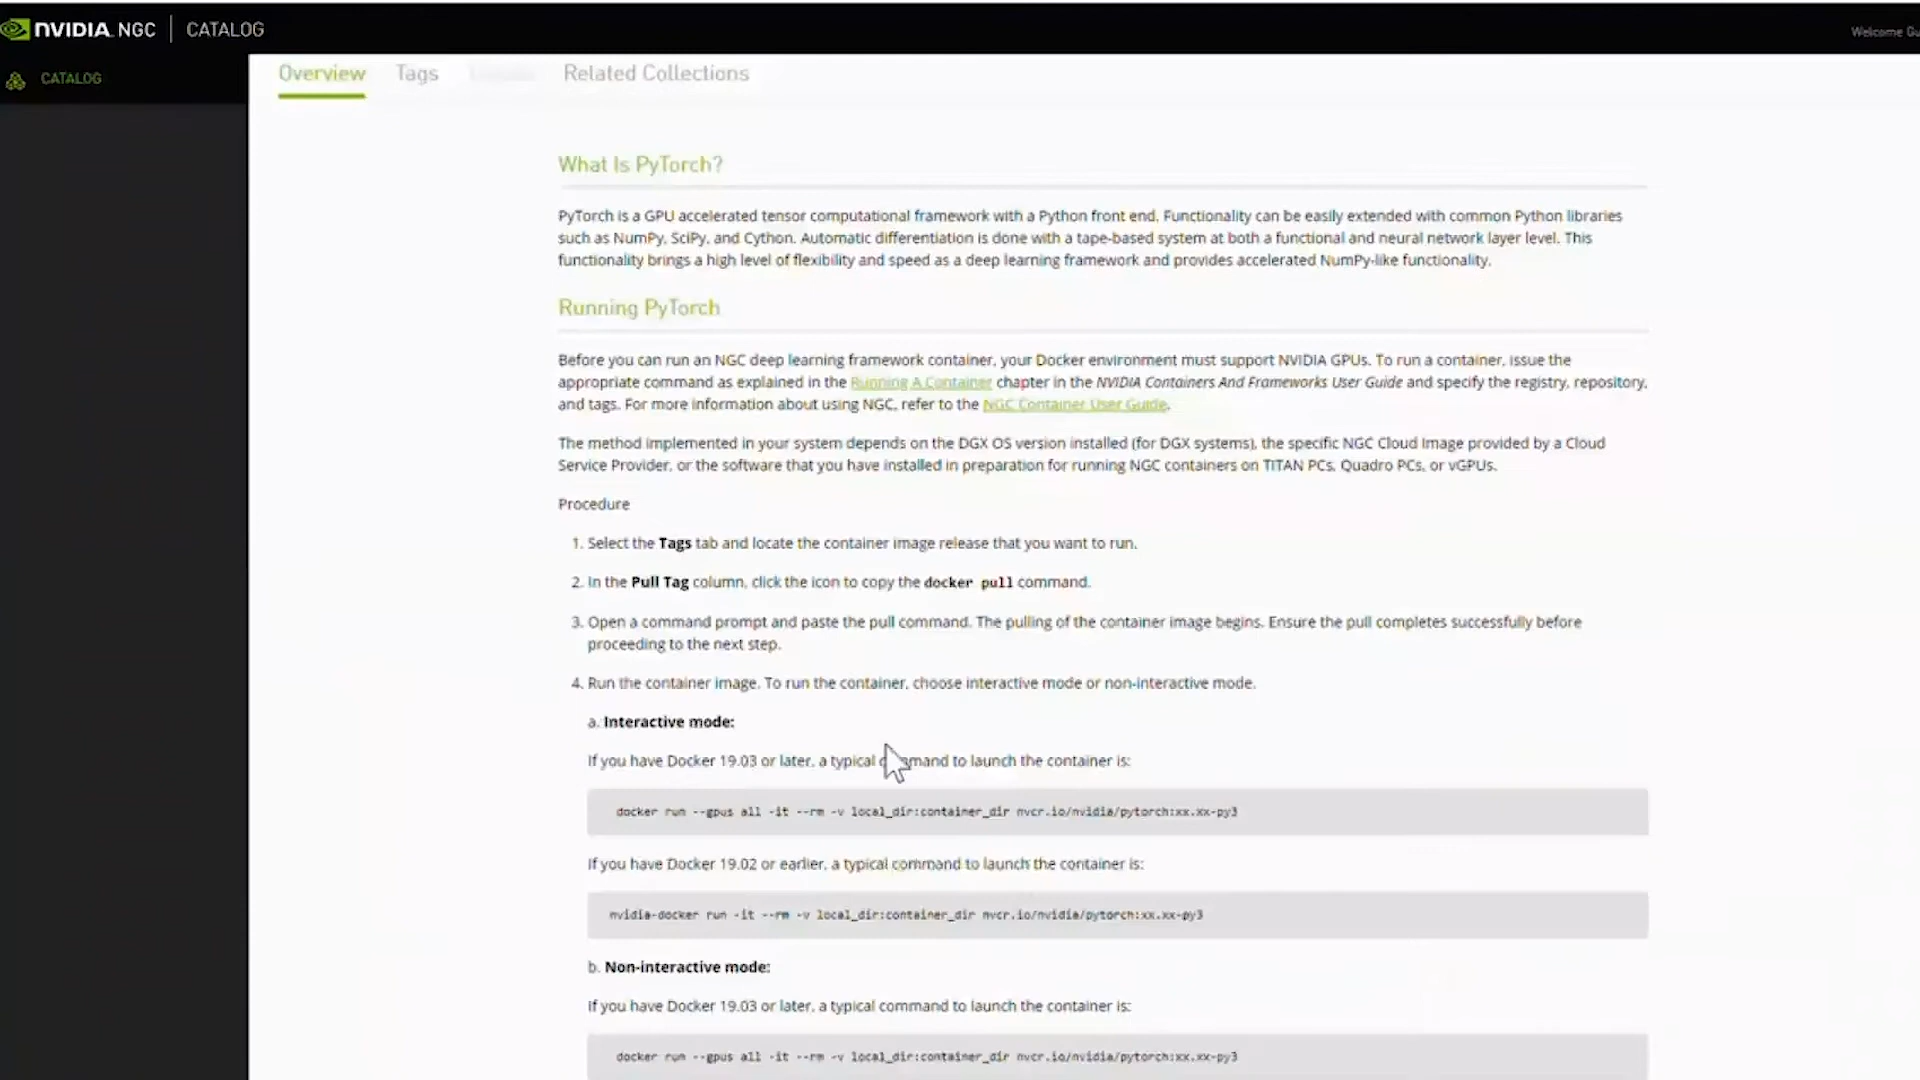 NVIDIA. NGC | CATALOG
Welcome Gu
CATALOG
Overview Tags Related Collections
What Is PyTorch?
PyTorch is a GPU accelerated tensor computational framework with a Python front end. Functionality can be easily extended with common Python libraries
such as NumPy, SciPy, and Cython. Automatic differentiation is done with a tape-based system at both a functional and neural network layer level. This
functionality brings a high level of flexibility and speed as a deep learning framework and provides accelerated NumPy-like functionality.
Running PyTorch
Before you can run an NGC deep learning framework container, your Docker environment must support NVIDIA GPUs. To run a container, issue the
appropriate command as explained in the Running A Container chapter in the NVIDIA Containers And Frameworks User Guide and specify the registry, repository,
and tags. For more information about using NGC, refer to the NGC Container User Guide.
The method implemented in your system depends on the DGX OS version installed (for DGX systems), the specific NGC Cloud Image provided by a Cloud
Service Provider, or the software that you have installed in preparation for running NGC containers on TITAN PCs, Quadro PCs, or vGPUs.
Procedure
1. Select the Tags tab and locate the container image release that you want to run.
2. In the Pull Tag column, click the icon to copy the docker pull command.
3. Open a command prompt and paste the pull command. The pulling of the container image begins. Ensure the pull completes successfully before
proceeding to the next step.
4. Run the container image. To run the container, choose interactive mode or non-interactive mode.
a. Interactive mode:
If you have Docker 19.03 or later, a typical command to launch the container is:
docker run --gpus all -it --rm -v local_dir:container_dir nvcr.io/nvidia/pytorch:xx.xx-py3
If you have Docker 19.02 or earlier, a typical command to launch the container is:
nvidia-docker run -it --rm -v local_dir:container_dir nvcr.io/nvidia/pytorch:xx.xx-py3
b. Non-interactive mode:
If you have Docker 19.03 or later, a typical command to launch the container is:
docker run --gpus all -it --rm -v local_dir:container_dir nvcr.io/nvidia/pytorch:xx.xx-py3